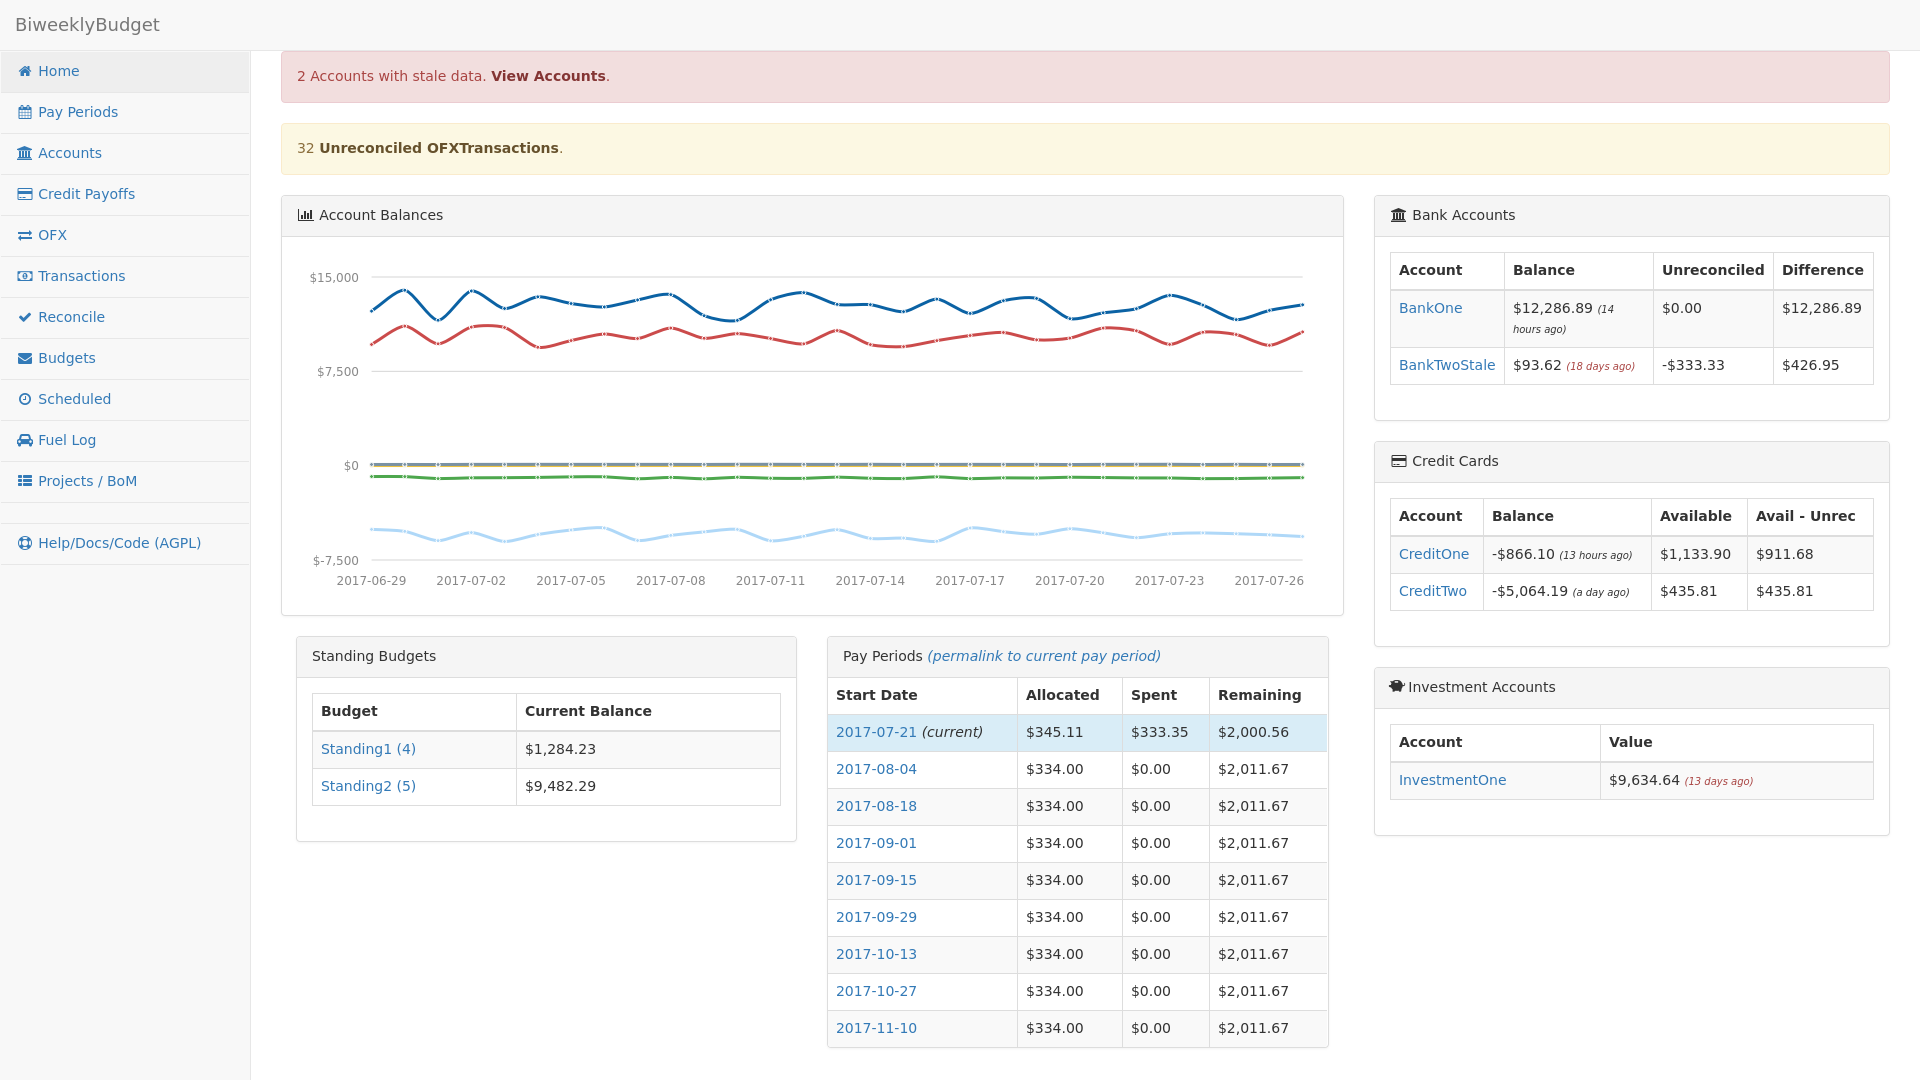 BiweeklyBudget
Home
Pay Periods
Accounts
Credit Payoffs
OFX
Transactions
Reconcile
Budgets
Scheduled
Fuel Log
Projects / BoM
Help/Docs/Code (AGPL)
2 Accounts with stale data. View Accounts.
32 Unreconciled OFXTransactions.
Account Balances
$15,000
$7,500
$0
$-7,500
2017-06-29 2017-07-02 2017-07-05 2017-07-08 2017-07-11 2017-07-14 2017-07-17 2017-07-20 2017-07-23 2017-07-26
Standing Budgets
Budget Current Balance
Standing1 (4) $1,284.23
Standing2 (5) $9,482.29
Pay Periods (permalink to current pay period)
Start Date Allocated Spent Remaining
2017-07-21 (current) $345.11 $333.35 $2,000.56
2017-08-04 $334.00 $0.00 $2,011.67
2017-08-18 $334.00 $0.00 $2,011.67
2017-09-01 $334.00 $0.00 $2,011.67
2017-09-15 $334.00 $0.00 $2,011.67
2017-09-29 $334.00 $0.00 $2,011.67
2017-10-13 $334.00 $0.00 $2,011.67
2017-10-27 $334.00 $0.00 $2,011.67
2017-11-10 $334.00 $0.00 $2,011.67
Bank Accounts
Account Balance Unreconciled Difference
BankOne $12,286.89 (14 $0.00 $12,286.89
hours ago)
BankTwoStale $93.62 (18 days ago) -$333.33 $426.95
Credit Cards
Account Balance Available Avail - Unrec
CreditOne -$866.10 (13 hours ago) $1,133.90 $911.68
CreditTwo -$5,064.19 (a day ago) $435.81 $435.81
Investment Accounts
Account Value
InvestmentOne $9,634.64 (13 days ago)